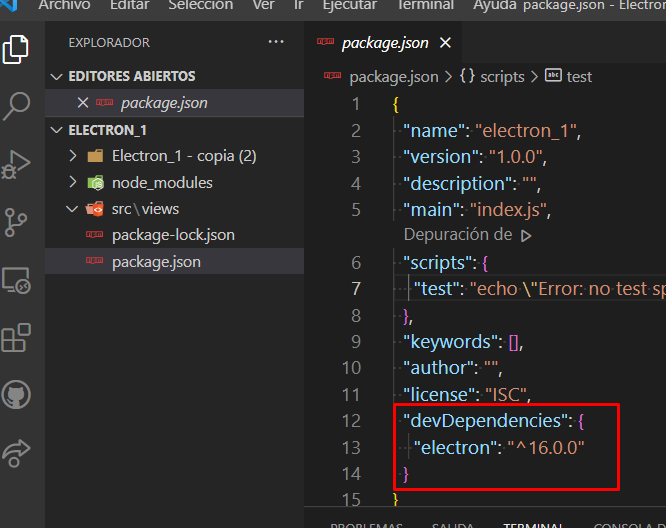 Archivo Editar Selección Ver Ir Ejecutar Terminal Ayuda package.json - Electron
EXPLORADOR ···
EDITORES ABIERTOS
package.json
ELECTRON_1
Electron_1 - copia (2)
node_modules
src\views
package-lock.json
package.json
package.json
package.json > {} scripts > abc test
1 {
2 "name": "electron_1",
3 "version": "1.0.0",
4 "description": "",
5 "main": "index.js",
Depuración de
6 "scripts": {
7 "test": "echo \"Error: no test sp
8 },
9 "keywords": [],
10 "author": "",
11 "license": "ISC",
12 "devDependencies": {
13 "electron": "^16.0.0"
14 }
15 }
PROBLEMAS SALIDA TERMINAL CONSOLA D